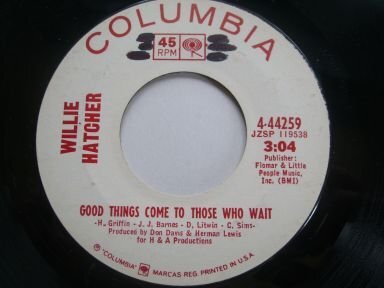 COLUMBIA
45
RPM
WILLIE
HATCHER
4-44259
JZSP 119538
3:04
Publisher:
Flomar & Little
People Music,
Inc. (BMI)
GOOD THINGS COME TO THOSE WHO WAIT
-H. Griffin - J. J. Barnes - D. Litwin - C. Sims-
Produced by Don Davis & Herman Lewis
for H & A Productions
® "COLUMBIA" MARCAS REG. PRINTED IN U.S.A.